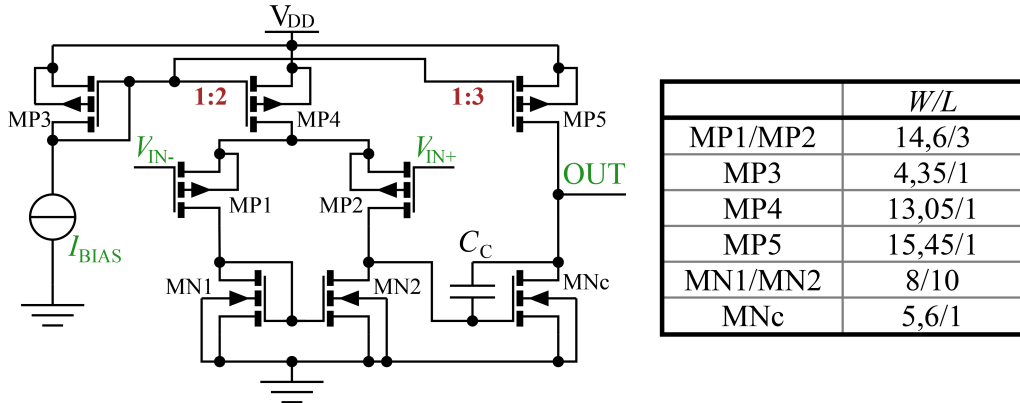 VDD
1:2
1:3
MP3
MP4
MP5
VIN-
VIN+
MP1
MP2
OUT
IBIAS
CC
MN1
MN2
MNc
W/L
MP1/MP2 14,6/3
MP3 4,35/1
MP4 13,05/1
MP5 15,45/1
MN1/MN2 8/10
MNc 5,6/1